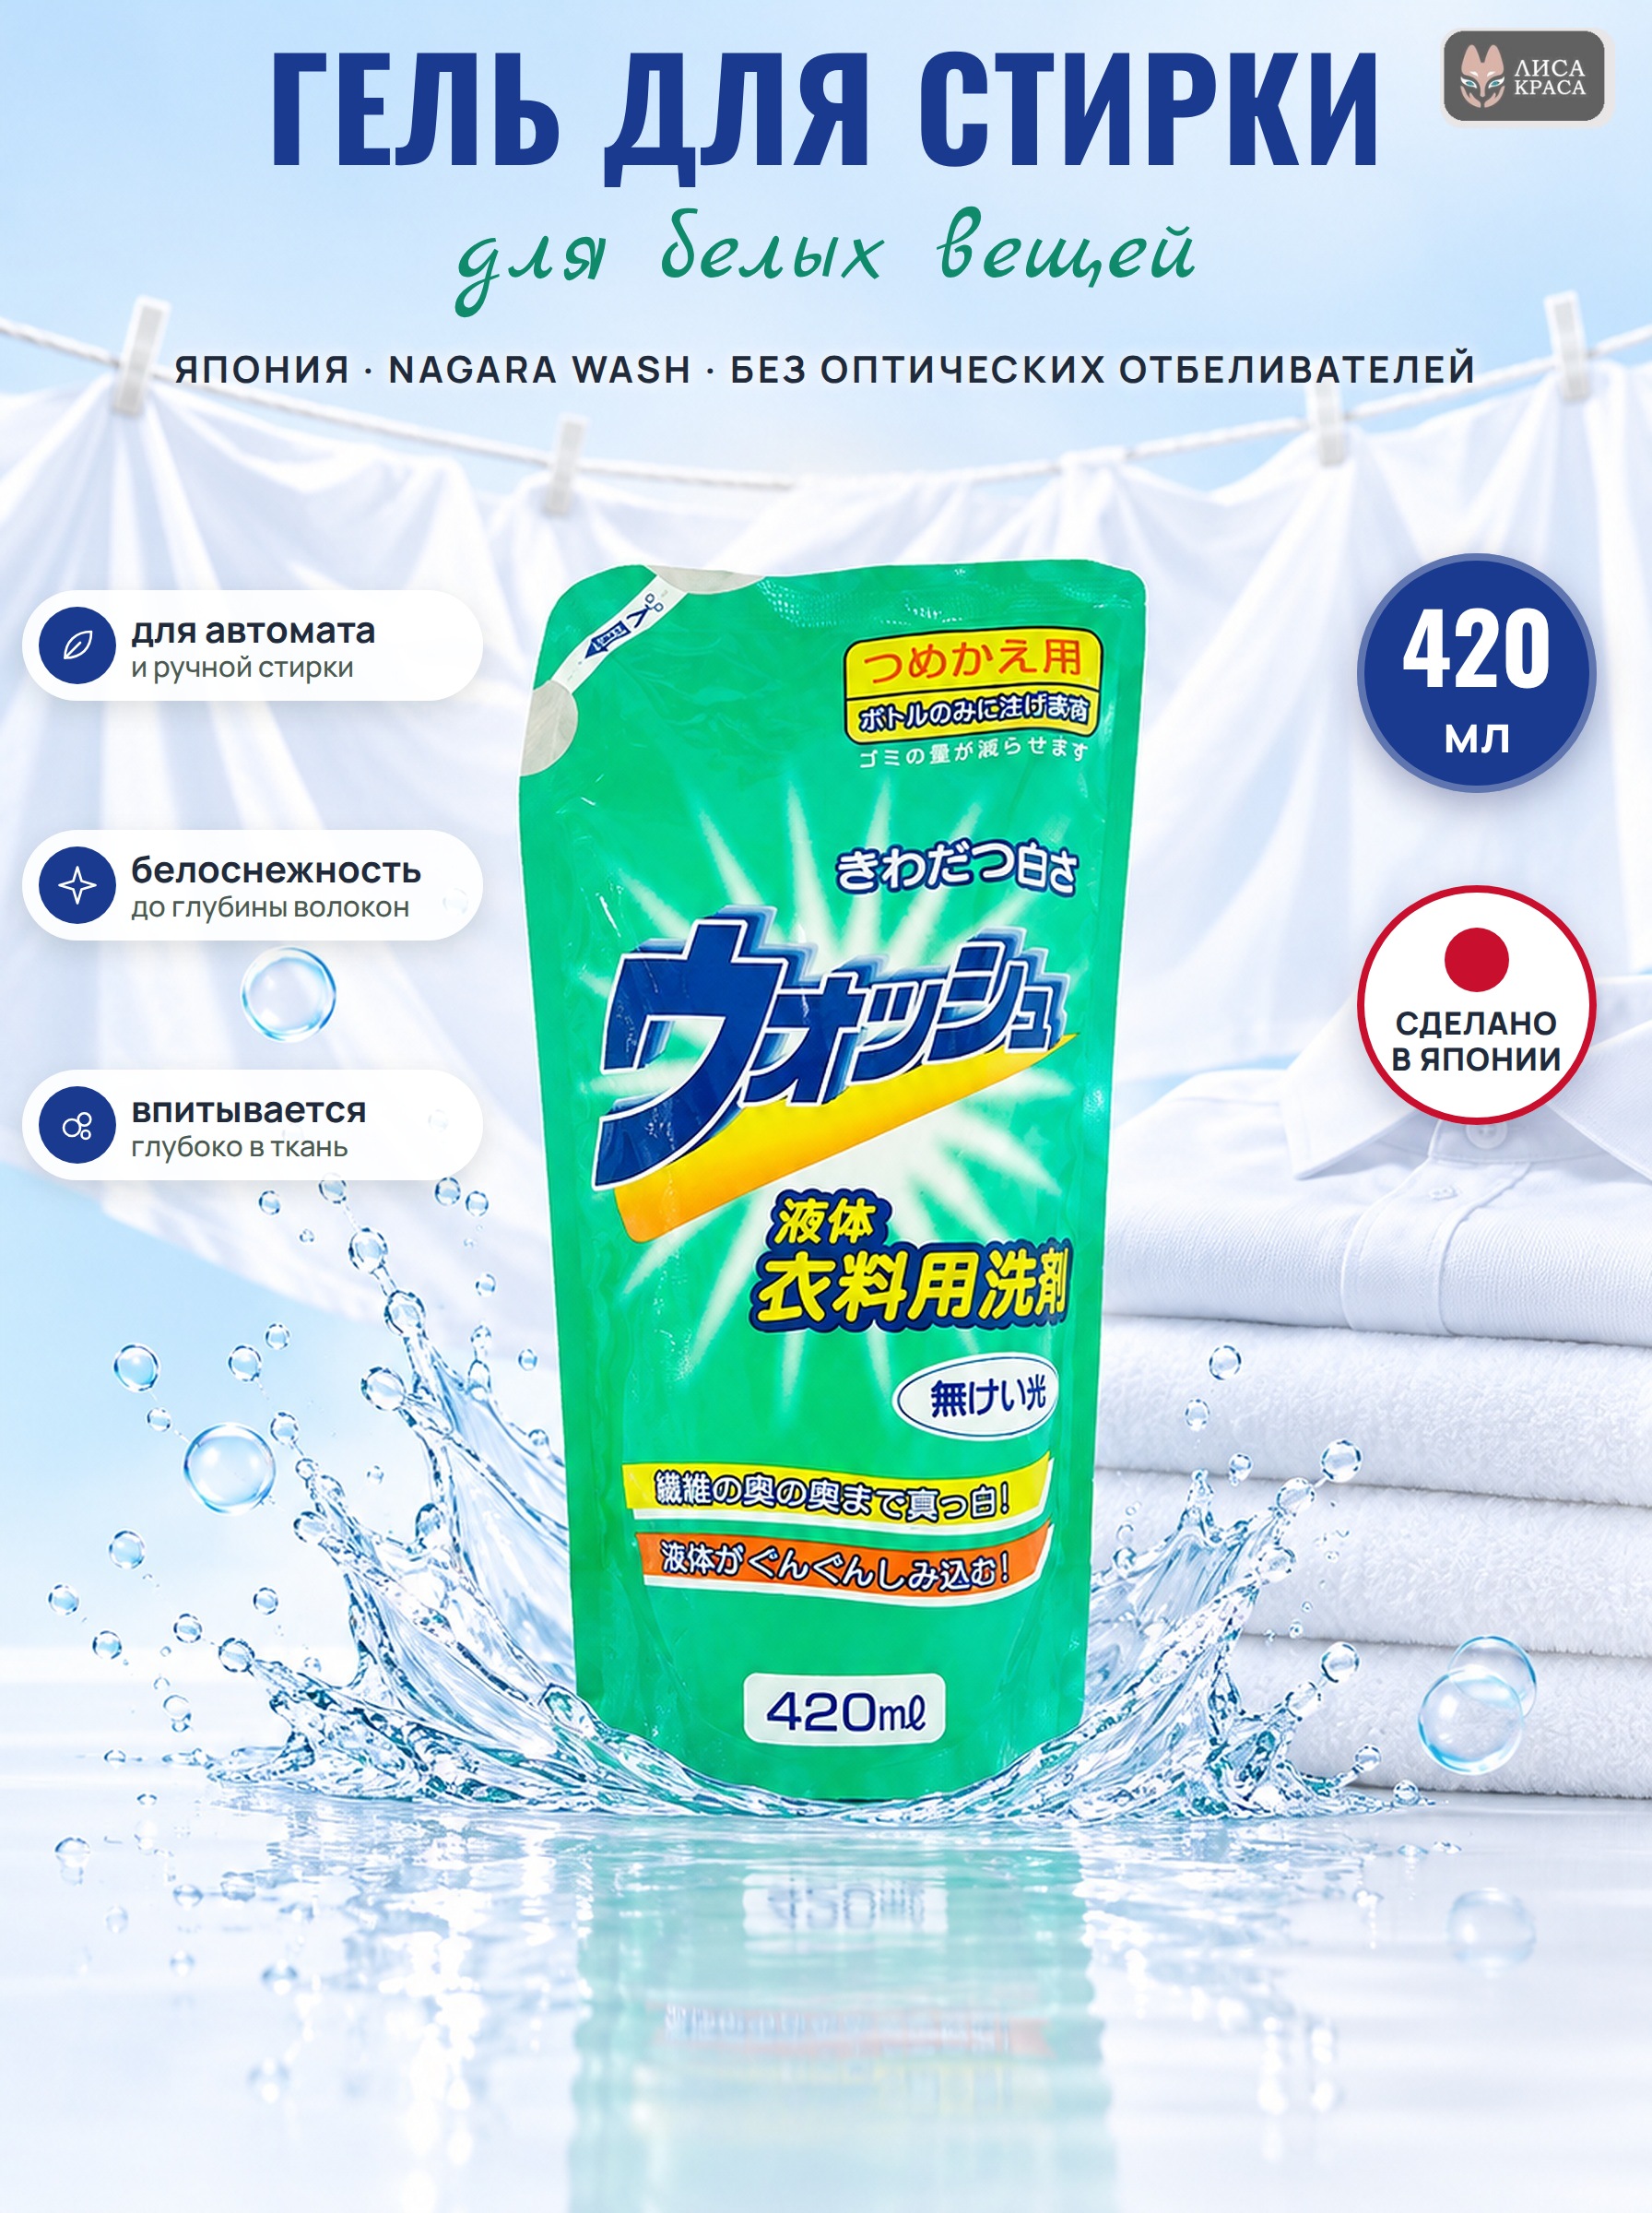 ГЕЛЬ ДЛЯ СТИРКИ
ЛИСА
КРАСА
для белых вещей
ЯПОНИЯ · NAGARA WASH · БЕЗ ОПТИЧЕСКИХ ОТБЕЛИВАТЕЛЕЙ
для автомата
и ручной стирки
белоснежность
до глубины волокон
впитывается
глубоко в ткань
つめかえ用
ボトルのみに注げます
ゴミの量が減らせます
きわだつ白さ
ウォッシュ
液体
衣料用洗剤
無けい光
繊維の奥の奥まで真っ白!
液体がぐんぐんしみ込む!
420ml
420
мл
СДЕЛАНО
В ЯПОНИИ